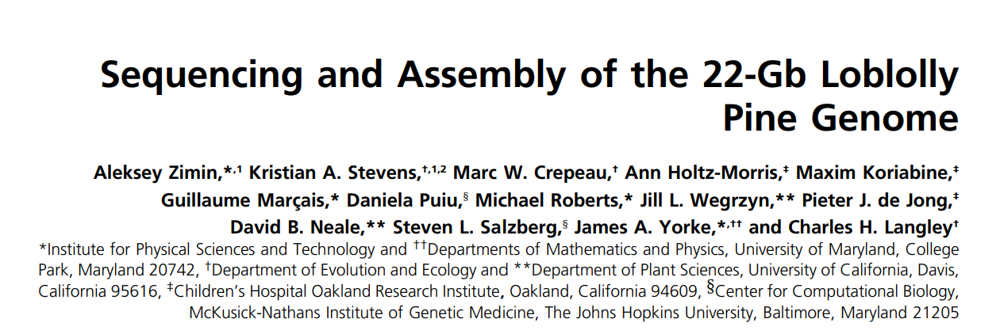 Sequencing and Assembly of the 22-Gb Loblolly
Pine Genome
Aleksey Zimin,*,1 Kristian A. Stevens,†,1,2 Marc W. Crepeau,† Ann Holtz-Morris,‡ Maxim Koriabine,‡
Guillaume Marçais,* Daniela Puiu,§ Michael Roberts,* Jill L. Wegrzyn,** Pieter J. de Jong,‡
David B. Neale,** Steven L. Salzberg,§ James A. Yorke,*,†† and Charles H. Langley†
*Institute for Physical Sciences and Technology and ††Departments of Mathematics and Physics, University of Maryland, College
Park, Maryland 20742, †Department of Evolution and Ecology and **Department of Plant Sciences, University of California, Davis,
California 95616, ‡Children’s Hospital Oakland Research Institute, Oakland, California 94609, §Center for Computational Biology,
McKusick-Nathans Institute of Genetic Medicine, The Johns Hopkins University, Baltimore, Maryland 21205